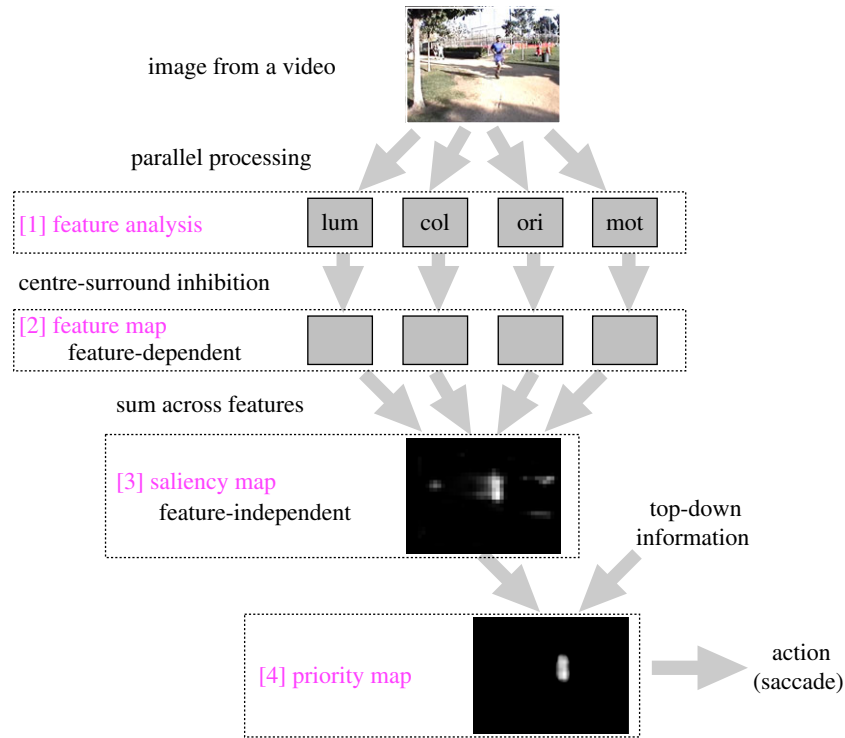 image from a video
parallel processing
[1] feature analysis
lum
col
ori
mot
centre-surround inhibition
[2] feature map
feature-dependent
sum across features
[3] saliency map
feature-independent
top-down
information
[4] priority map
action
(saccade)